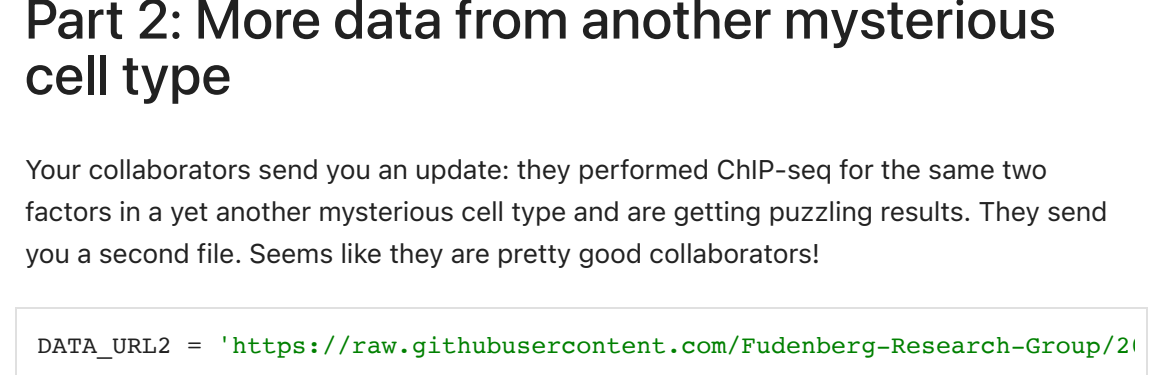 Part 2: More data from another mysterious
cell type
Your collaborators send you an update: they performed ChIP-seq for the same two
factors in a yet another mysterious cell type and are getting puzzling results. They send
you a second file. Seems like they are pretty good collaborators!
DATA_URL2 = 'https://raw.githubusercontent.com/Fudenberg-Research-Group/2